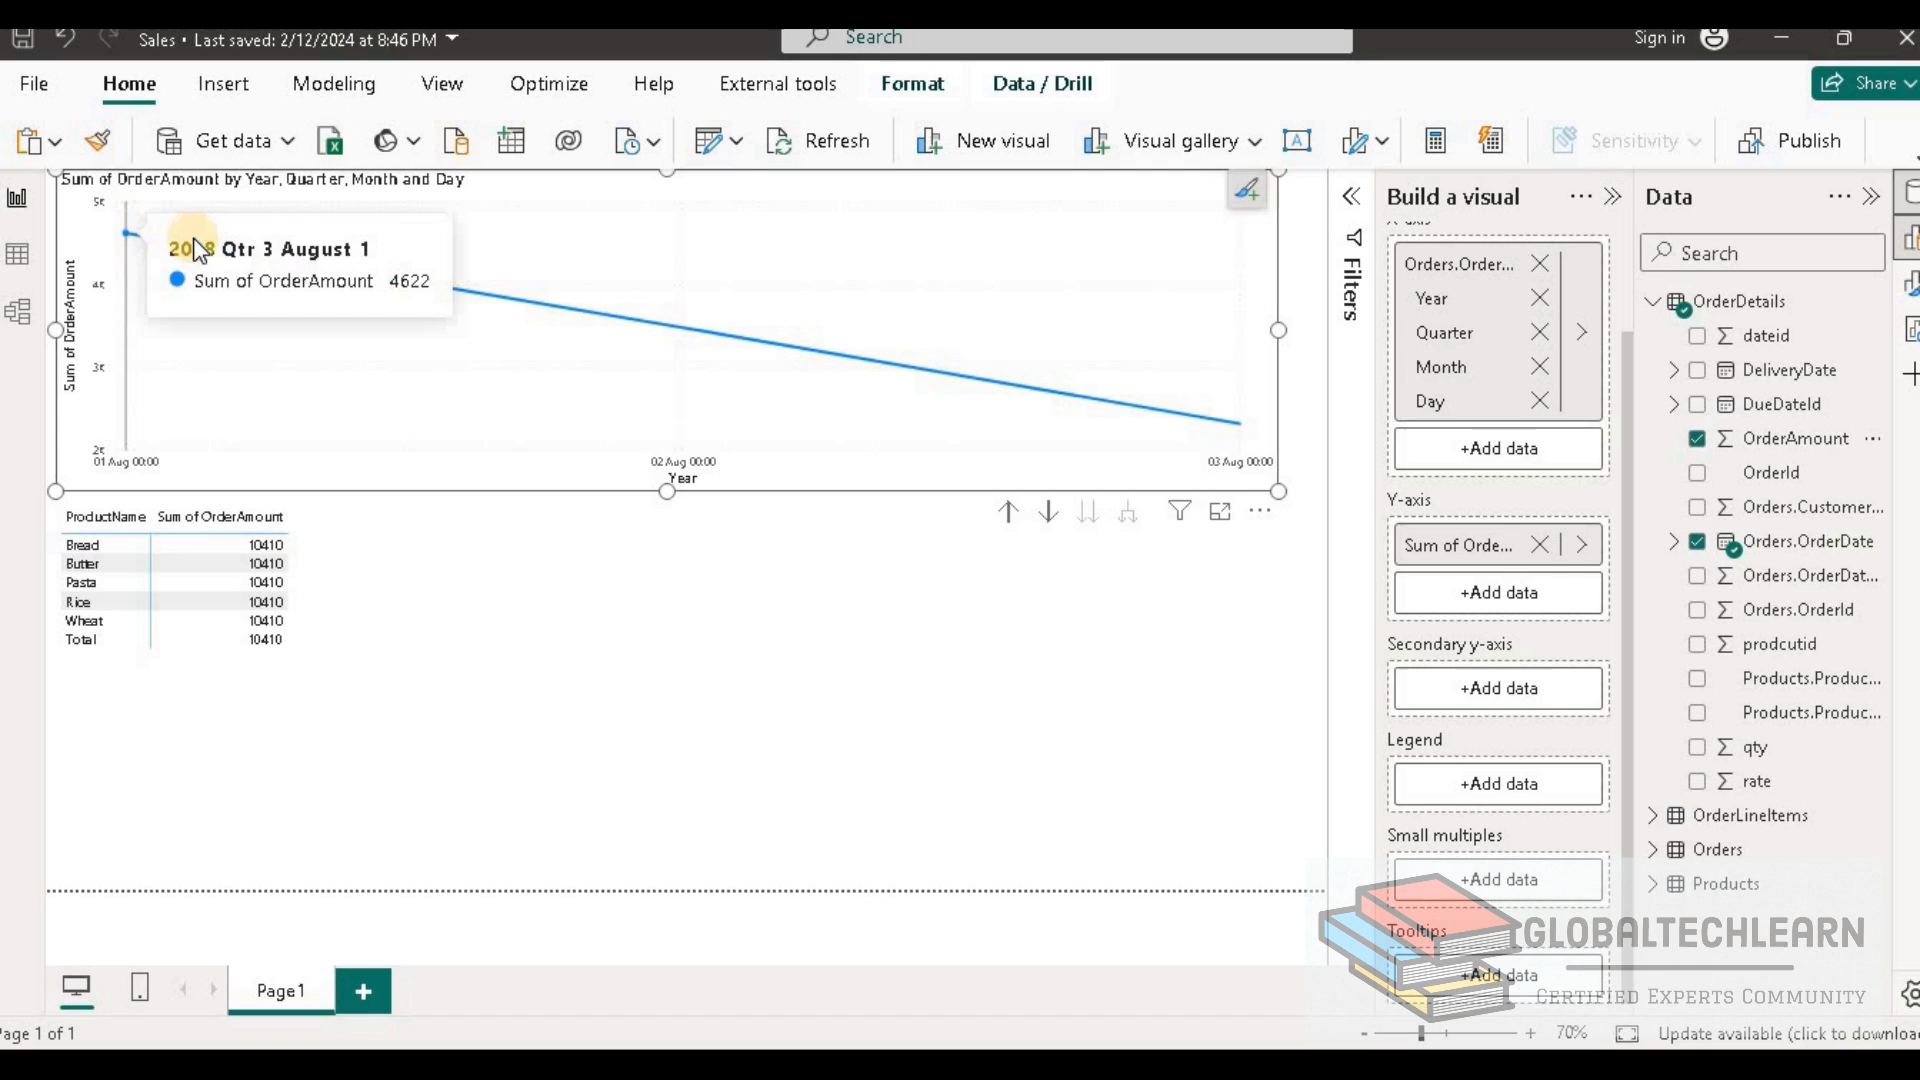 Sales • Last saved: 2/12/2024 at 8:46 PM
Search
Sign in
File Home Insert Modeling View Optimize Help External tools Format Data / Drill
Share
Get data
Refresh
New visual
Visual gallery
Sensitivity
Publish
Sum of OrderAmount by Year, Quarter, Month and Day
5K
4K
3K
2K
Sum of OrderAmount
Qtr 3 August 1
Sum of OrderAmount 4622
01 Aug 00:00
02 Aug 00:00
03 Aug 00:00
Year
ProductName Sum of OrderAmount
Bread 10410
Butter 10410
Pasta 10410
Rice 10410
Wheat 10410
Total 10410
Filters
Build a visual
X-axis
Orders.Order...
Year
Quarter
Month
Day
+Add data
Y-axis
Sum of Orde...
+Add data
Secondary y-axis
+Add data
Legend
+Add data
Small multiples
+Add data
Tooltips
+Add data
Data
Search
OrderDetails
dateid
DeliveryDate
DueDateId
OrderAmount
OrderId
Orders.Customer...
Orders.OrderDate
Orders.OrderDat...
Orders.OrderId
prodcutid
Products.Produc...
Products.Produc...
qty
rate
OrderLineItems
Orders
Products
GLOBALTECHLEARN
CERTIFIED EXPERTS COMMUNITY
Page 1
Page 1 of 1
70%
Update available (click to download